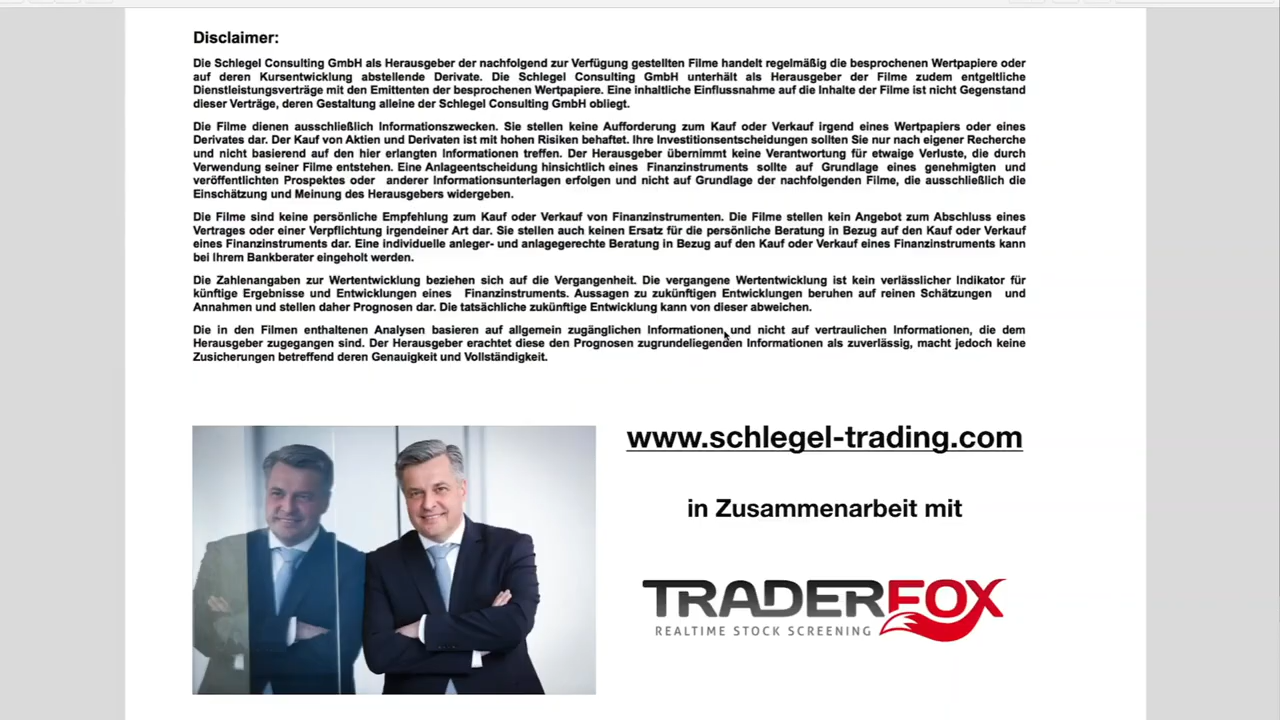 Disclaimer:
Die Schlegel Consulting GmbH als Herausgeber der nachfolgend zur Verfügung gestellten Filme handelt regelmäßig die besprochenen Wertpapiere oder
auf deren Kursentwicklung abstellende Derivate. Die Schlegel Consulting GmbH unterhält als Herausgeber der Filme zudem entgeltliche
Dienstleistungsverträge mit den Emittenten der besprochenen Wertpapiere. Eine inhaltliche Einflussnahme auf die Inhalte der Filme ist nicht Gegenstand
dieser Verträge, deren Gestaltung alleine der Schlegel Consulting GmbH obliegt.
Die Filme dienen ausschließlich Informationszwecken. Sie stellen keine Aufforderung zum Kauf oder Verkauf irgend eines Wertpapiers oder eines
Derivates dar. Der Kauf von Aktien und Derivaten ist mit hohen Risiken behaftet. Ihre Investitionsentscheidungen sollten Sie nur nach eigener Recherche
und nicht basierend auf den hier erlangten Informationen treffen. Der Herausgeber übernimmt keine Verantwortung für etwaige Verluste, die durch
Verwendung seiner Filme entstehen. Eine Anlageentscheidung hinsichtlich eines Finanzinstruments sollte auf Grundlage eines genehmigten und
veröffentlichten Prospektes oder anderer Informationsunterlagen erfolgen und nicht auf Grundlage der nachfolgenden Filme, die ausschließlich die
Einschätzung und Meinung des Herausgebers widergeben.
Die Filme sind keine persönliche Empfehlung zum Kauf oder Verkauf von Finanzinstrumenten. Die Filme stellen kein Angebot zum Abschluss eines
Vertrages oder einer Verpflichtung irgendeiner Art dar. Sie stellen auch keinen Ersatz für die persönliche Beratung in Bezug auf den Kauf oder Verkauf
eines Finanzinstruments dar. Eine individuelle anleger- und anlagegerechte Beratung in Bezug auf den Kauf oder Verkauf eines Finanzinstruments kann
bei Ihrem Bankberater eingeholt werden.
Die Zahlenangaben zur Wertentwicklung beziehen sich auf die Vergangenheit. Die vergangene Wertentwicklung ist kein verlässlicher Indikator für
künftige Ergebnisse und Entwicklungen eines Finanzinstruments. Aussagen zu zukünftigen Entwicklungen beruhen auf reinen Schätzungen und
Annahmen und stellen daher Prognosen dar. Die tatsächliche zukünftige Entwicklung kann von dieser abweichen.
Die in den Filmen enthaltenen Analysen basieren auf allgemein zugänglichen Informationen und nicht auf vertraulichen Informationen, die dem
Herausgeber zugegangen sind. Der Herausgeber erachtet diese den Prognosen zugrundeliegenden Informationen als zuverlässig, macht jedoch keine
Zusicherungen betreffend deren Genauigkeit und Vollständigkeit.
www.schlegel-trading.com
in Zusammenarbeit mit
TRADERFOX
REALTIME STOCK SCREENING